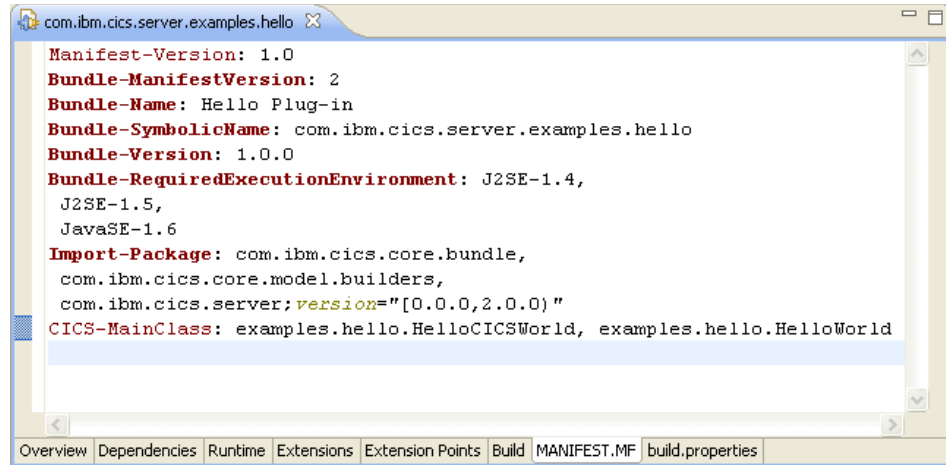 com.ibm.cics.server.examples.hello
Manifest-Version: 1.0
Bundle-ManifestVersion: 2
Bundle-Name: Hello Plug-in
Bundle-SymbolicName: com.ibm.cics.server.examples.hello
Bundle-Version: 1.0.0
Bundle-RequiredExecutionEnvironment: J2SE-1.4,
 J2SE-1.5,
 JavaSE-1.6
Import-Package: com.ibm.cics.core.bundle,
 com.ibm.cics.core.model.builders,
 com.ibm.cics.server;version="[0.0.0,2.0.0)"
CICS-MainClass: examples.hello.HelloCICSWorld, examples.hello.HelloWorld
Overview Dependencies Runtime Extensions Extension Points Build MANIFEST.MF build.properties